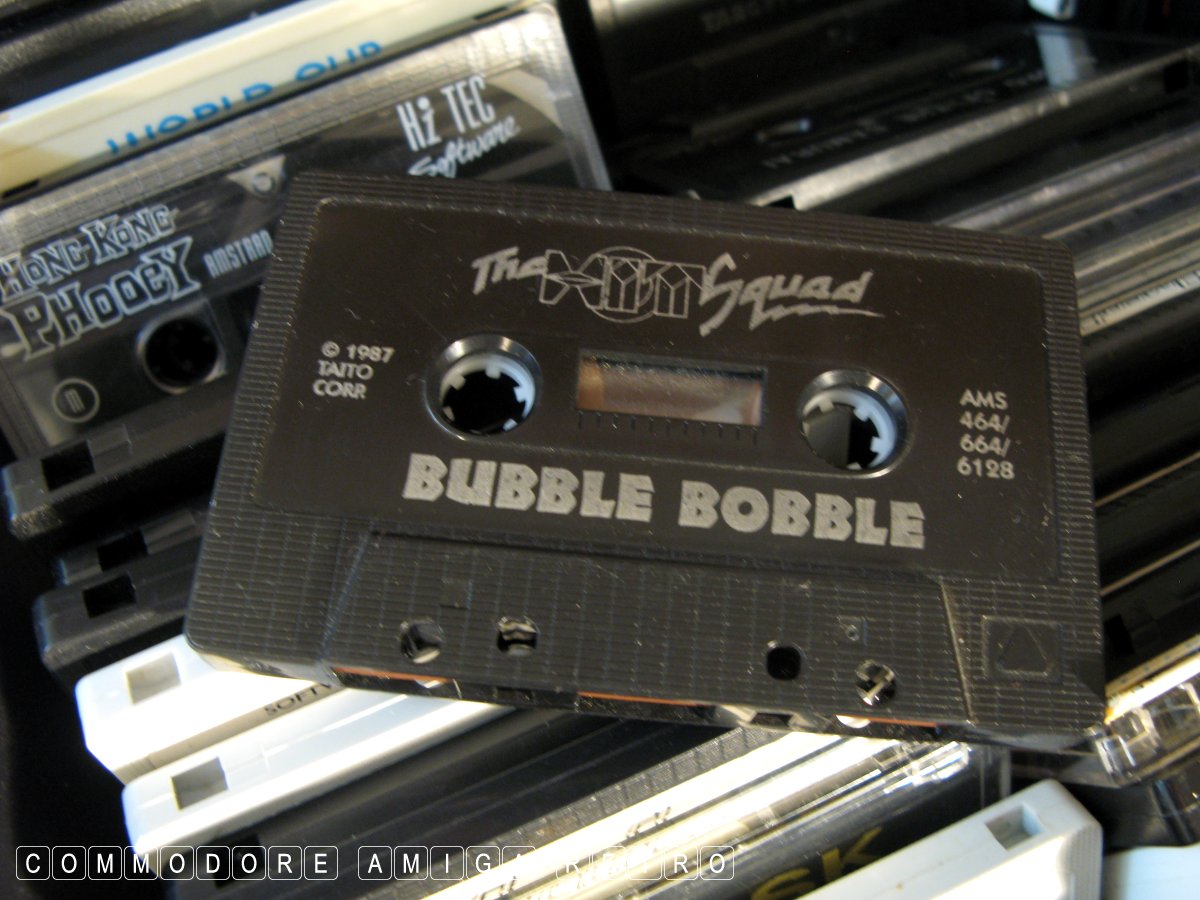 WORLD CUP
Hi TEC
Software
HONG KONG
PHOOEY
AMSTRAD
The Hit Squad
© 1987
TAITO
CORR
AMS
464/
664/
6128
BUBBLE BOBBLE
COMMODORE AMIGA RETRO